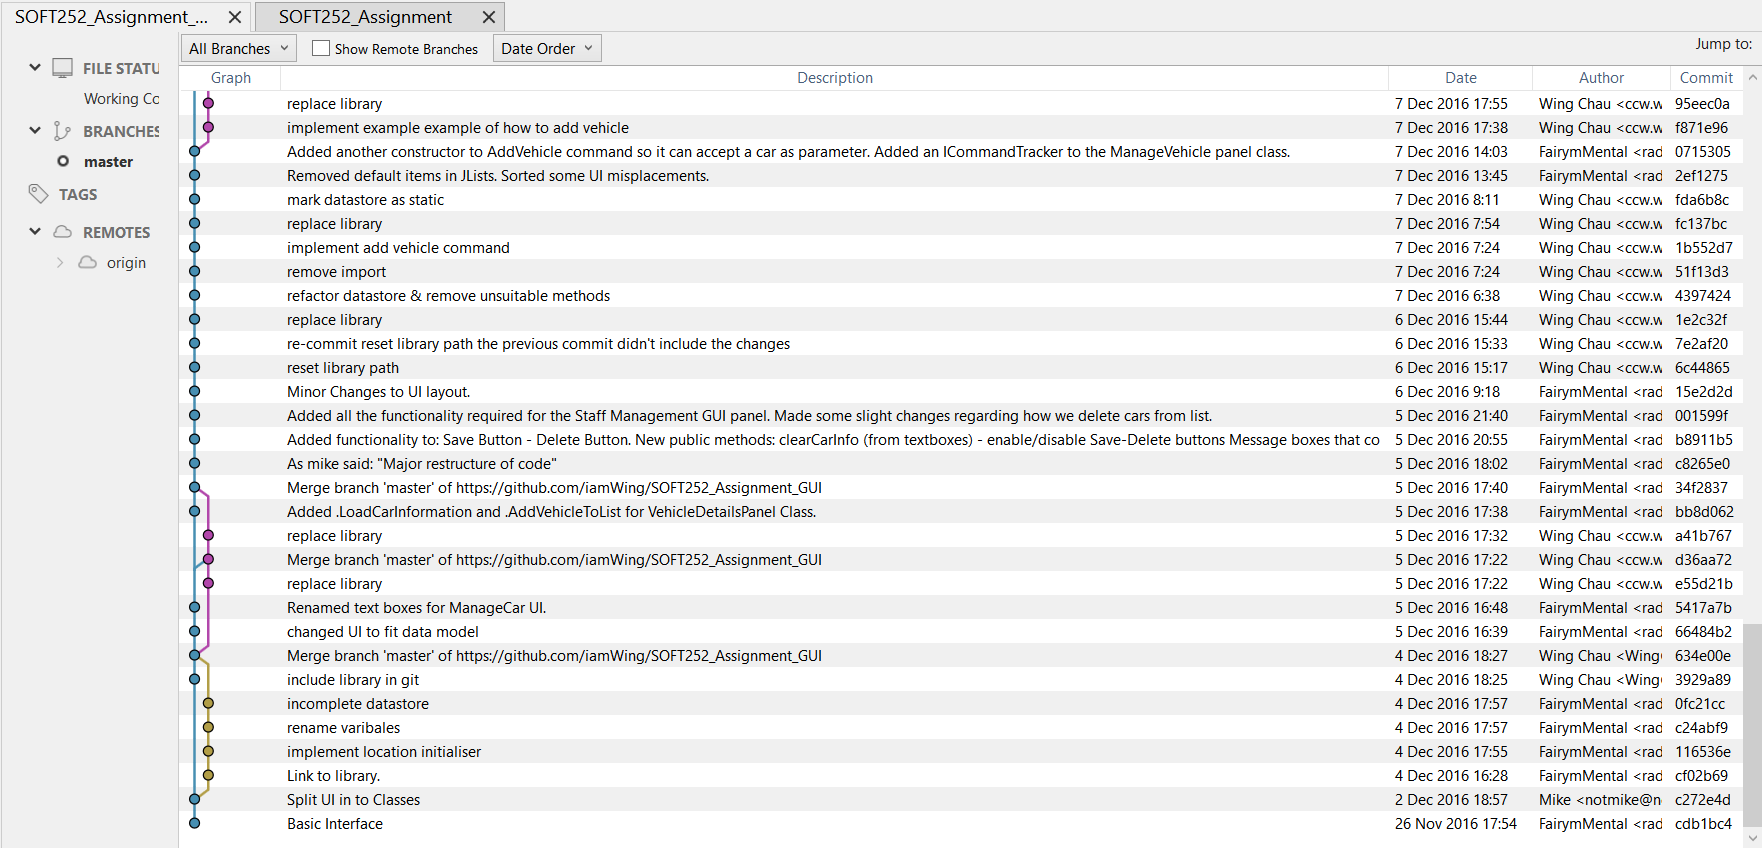 SOFT252_Assignment_...
SOFT252_Assignment
All Branches
Show Remote Branches
Date Order
Jump to:
FILE STATU
Working Co
BRANCHES
master
TAGS
REMOTES
origin
Graph Description Date Author Commit
replace library 7 Dec 2016 17:55 Wing Chau <ccw.w 95eec0a
implement example example of how to add vehicle 7 Dec 2016 17:38 Wing Chau <ccw.w f871e96
Added another constructor to AddVehicle command so it can accept a car as parameter. Added an ICommandTracker to the ManageVehicle panel class. 7 Dec 2016 14:03 FairymMental <rad 0715305
Removed default items in JLists. Sorted some UI misplacements. 7 Dec 2016 13:45 FairymMental <rad 2ef1275
mark datastore as static 7 Dec 2016 8:11 Wing Chau <ccw.w fda6b8c
replace library 7 Dec 2016 7:54 Wing Chau <ccw.w fc137bc
implement add vehicle command 7 Dec 2016 7:24 Wing Chau <ccw.w 1b552d7
remove import 7 Dec 2016 7:24 Wing Chau <ccw.w 51f13d3
refactor datastore & remove unsuitable methods 7 Dec 2016 6:38 Wing Chau <ccw.w 4397424
replace library 6 Dec 2016 15:44 Wing Chau <ccw.w 1e2c32f
re-commit reset library path the previous commit didn't include the changes 6 Dec 2016 15:33 Wing Chau <ccw.w 7e2af20
reset library path 6 Dec 2016 15:17 Wing Chau <ccw.w 6c44865
Minor Changes to UI layout. 6 Dec 2016 9:18 FairymMental <rad 15e2d2d
Added all the functionality required for the Staff Management GUI panel. Made some slight changes regarding how we delete cars from list. 5 Dec 2016 21:40 FairymMental <rad 001599f
Added functionality to: Save Button - Delete Button. New public methods: clearCarInfo (from textboxes) - enable/disable Save-Delete buttons Message boxes that co 5 Dec 2016 20:55 FairymMental <rad b8911b5
As mike said: "Major restructure of code" 5 Dec 2016 18:02 FairymMental <rad c8265e0
Merge branch 'master' of https://github.com/iamWing/SOFT252_Assignment_GUI 5 Dec 2016 17:40 FairymMental <rad 34f2837
Added .LoadCarInformation and .AddVehicleToList for VehicleDetailsPanel Class. 5 Dec 2016 17:38 FairymMental <rad bb8d062
replace library 5 Dec 2016 17:32 Wing Chau <ccw.w a41b767
Merge branch 'master' of https://github.com/iamWing/SOFT252_Assignment_GUI 5 Dec 2016 17:22 Wing Chau <ccw.w d36aa72
replace library 5 Dec 2016 17:22 Wing Chau <ccw.w e55d21b
Renamed text boxes for ManageCar UI. 5 Dec 2016 16:48 FairymMental <rad 5417a7b
changed UI to fit data model 5 Dec 2016 16:39 FairymMental <rad 66484b2
Merge branch 'master' of https://github.com/iamWing/SOFT252_Assignment_GUI 4 Dec 2016 18:27 Wing Chau <Wing 634e00e
include library in git 4 Dec 2016 18:25 Wing Chau <Wing 3929a89
incomplete datastore 4 Dec 2016 17:57 FairymMental <rad 0fc21cc
rename varibales 4 Dec 2016 17:57 FairymMental <rad c24abf9
implement location initialiser 4 Dec 2016 17:55 FairymMental <rad 116536e
Link to library. 4 Dec 2016 16:28 FairymMental <rad cf02b69
Split UI in to Classes 2 Dec 2016 18:57 Mike <notmike@n c272e4d
Basic Interface 26 Nov 2016 17:54 FairymMental <rad cdb1bc4